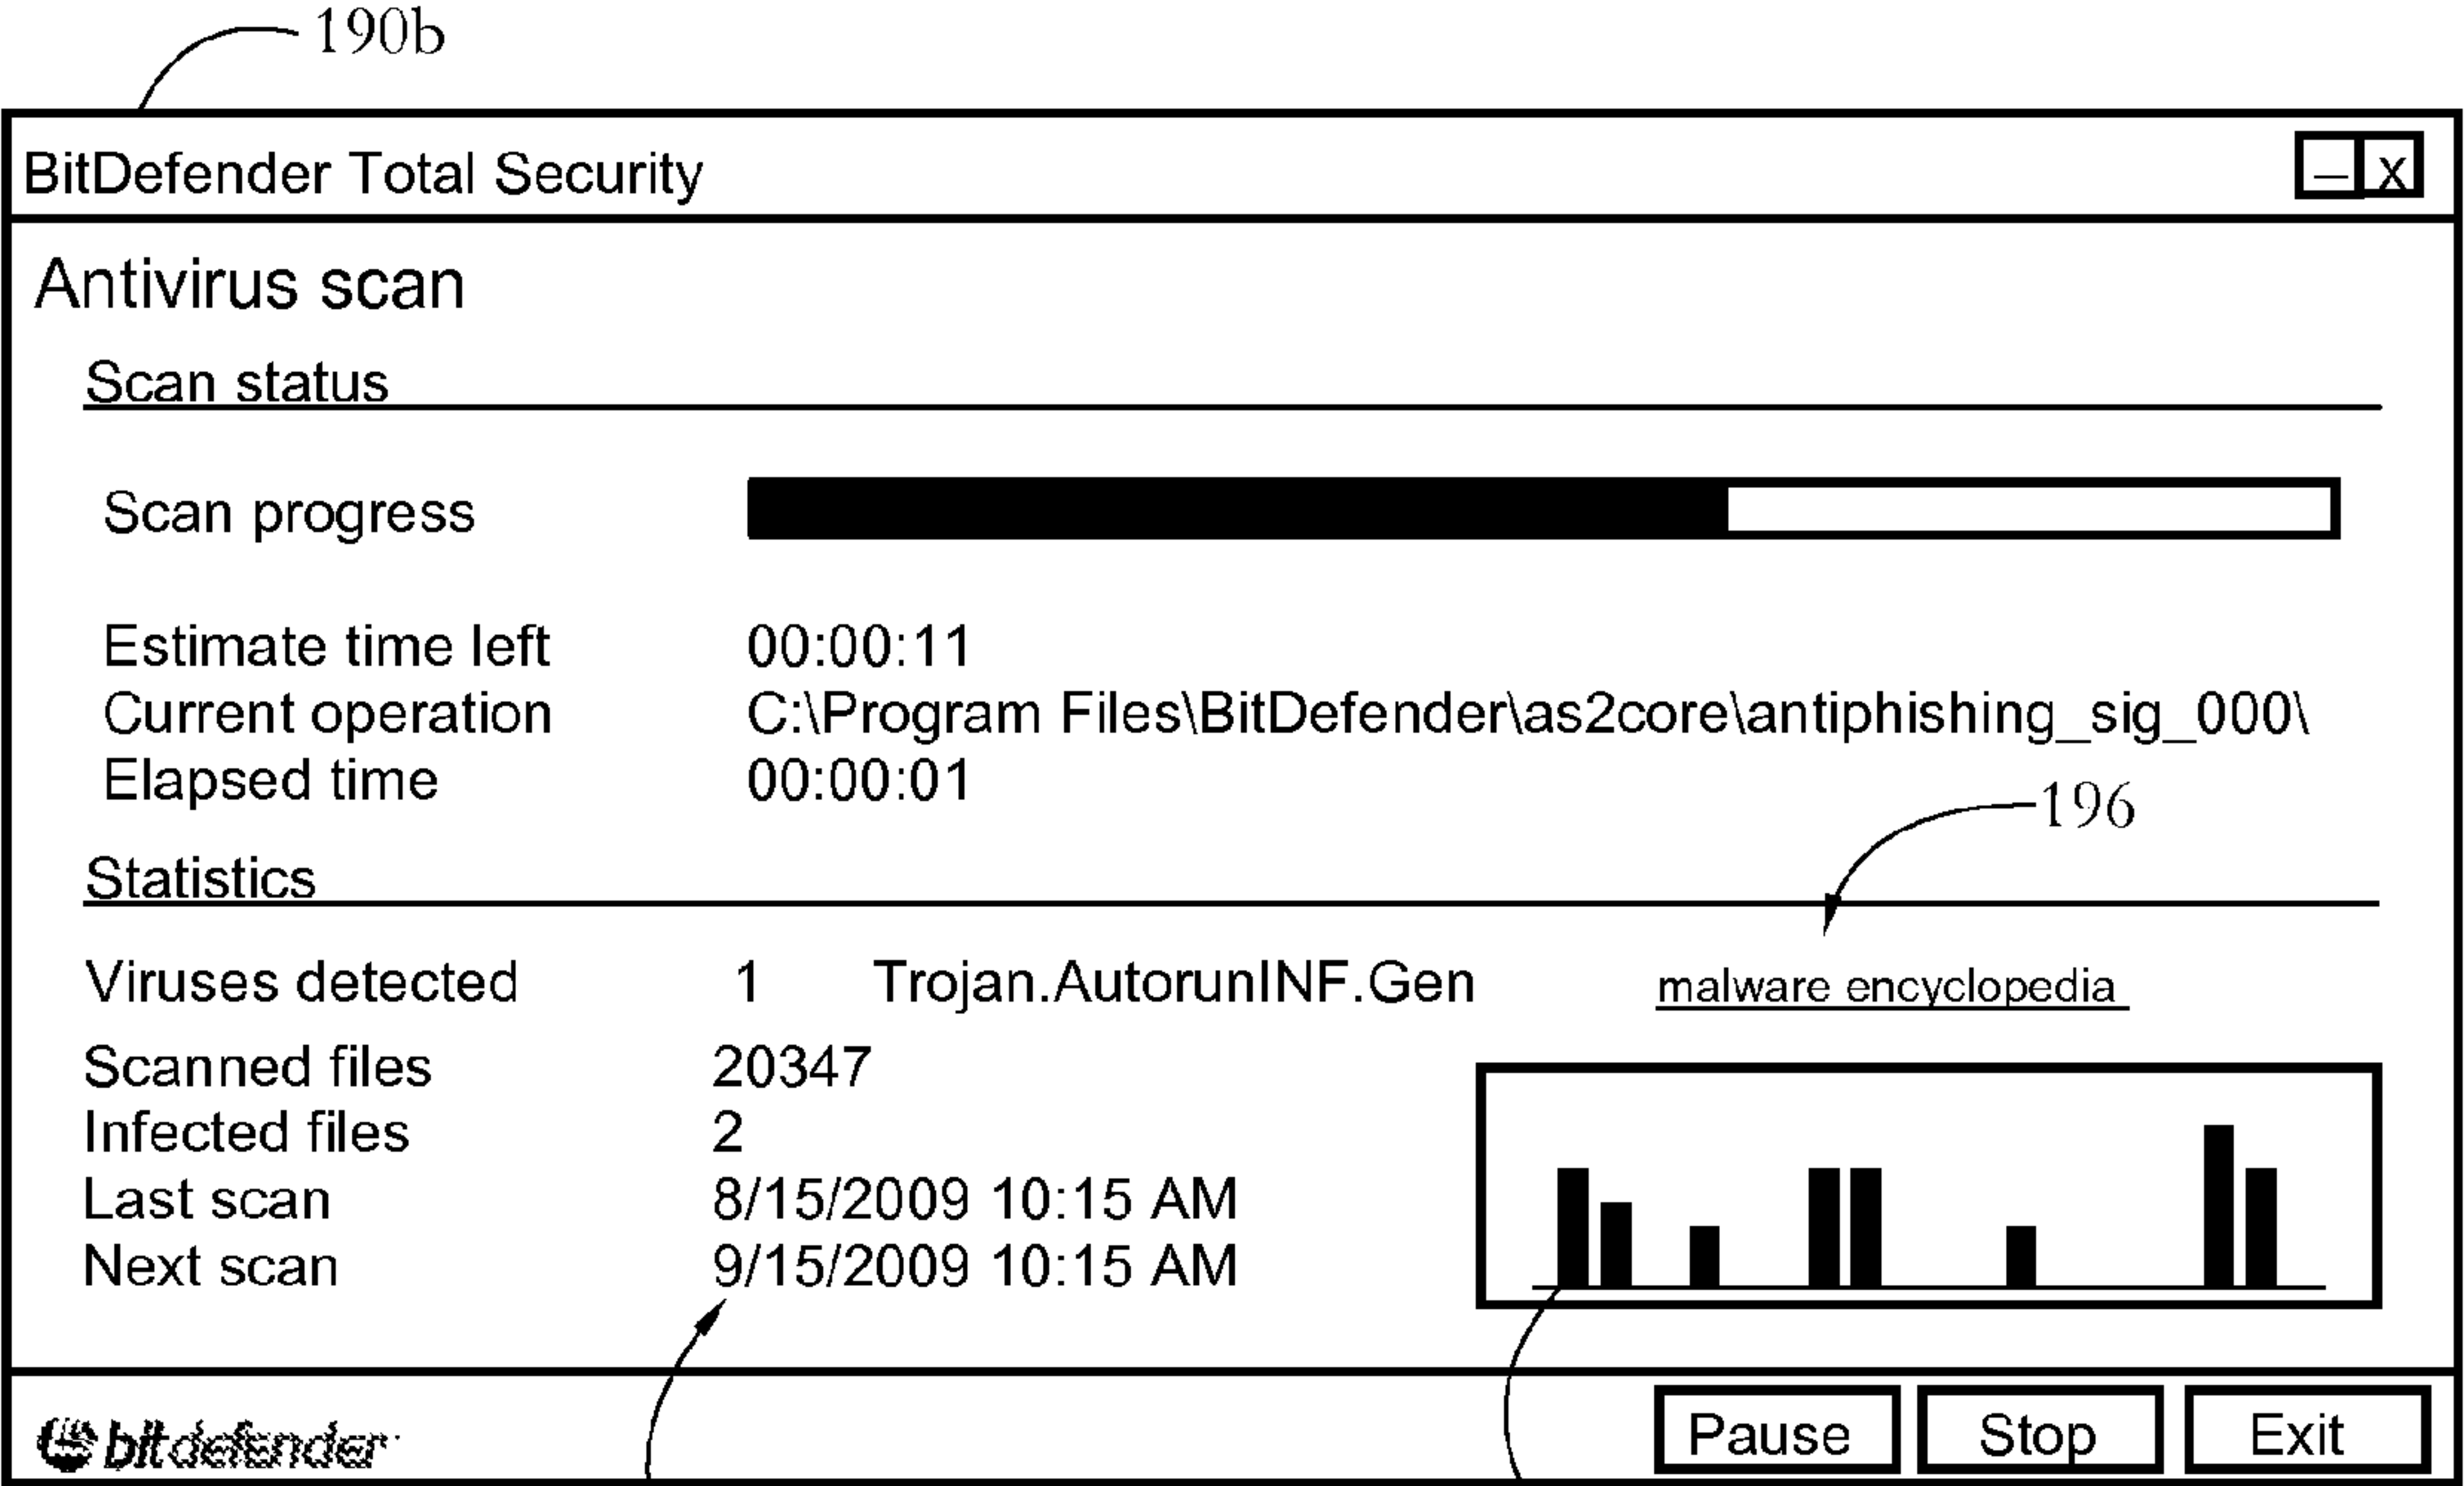 190b
BitDefender Total Security
_ X
Antivirus scan
Scan status
Scan progress
Estimate time left 00:00:11
Current operation C:\Program Files\BitDefender\as2core\antiphishing_sig_000\
Elapsed time 00:00:01
196
Statistics
Viruses detected 1 Trojan.AutorunINF.Gen malware encyclopedia
Scanned files 20347
Infected files 2
Last scan 8/15/2009 10:15 AM
Next scan 9/15/2009 10:15 AM
bitdefender Pause Stop Exit